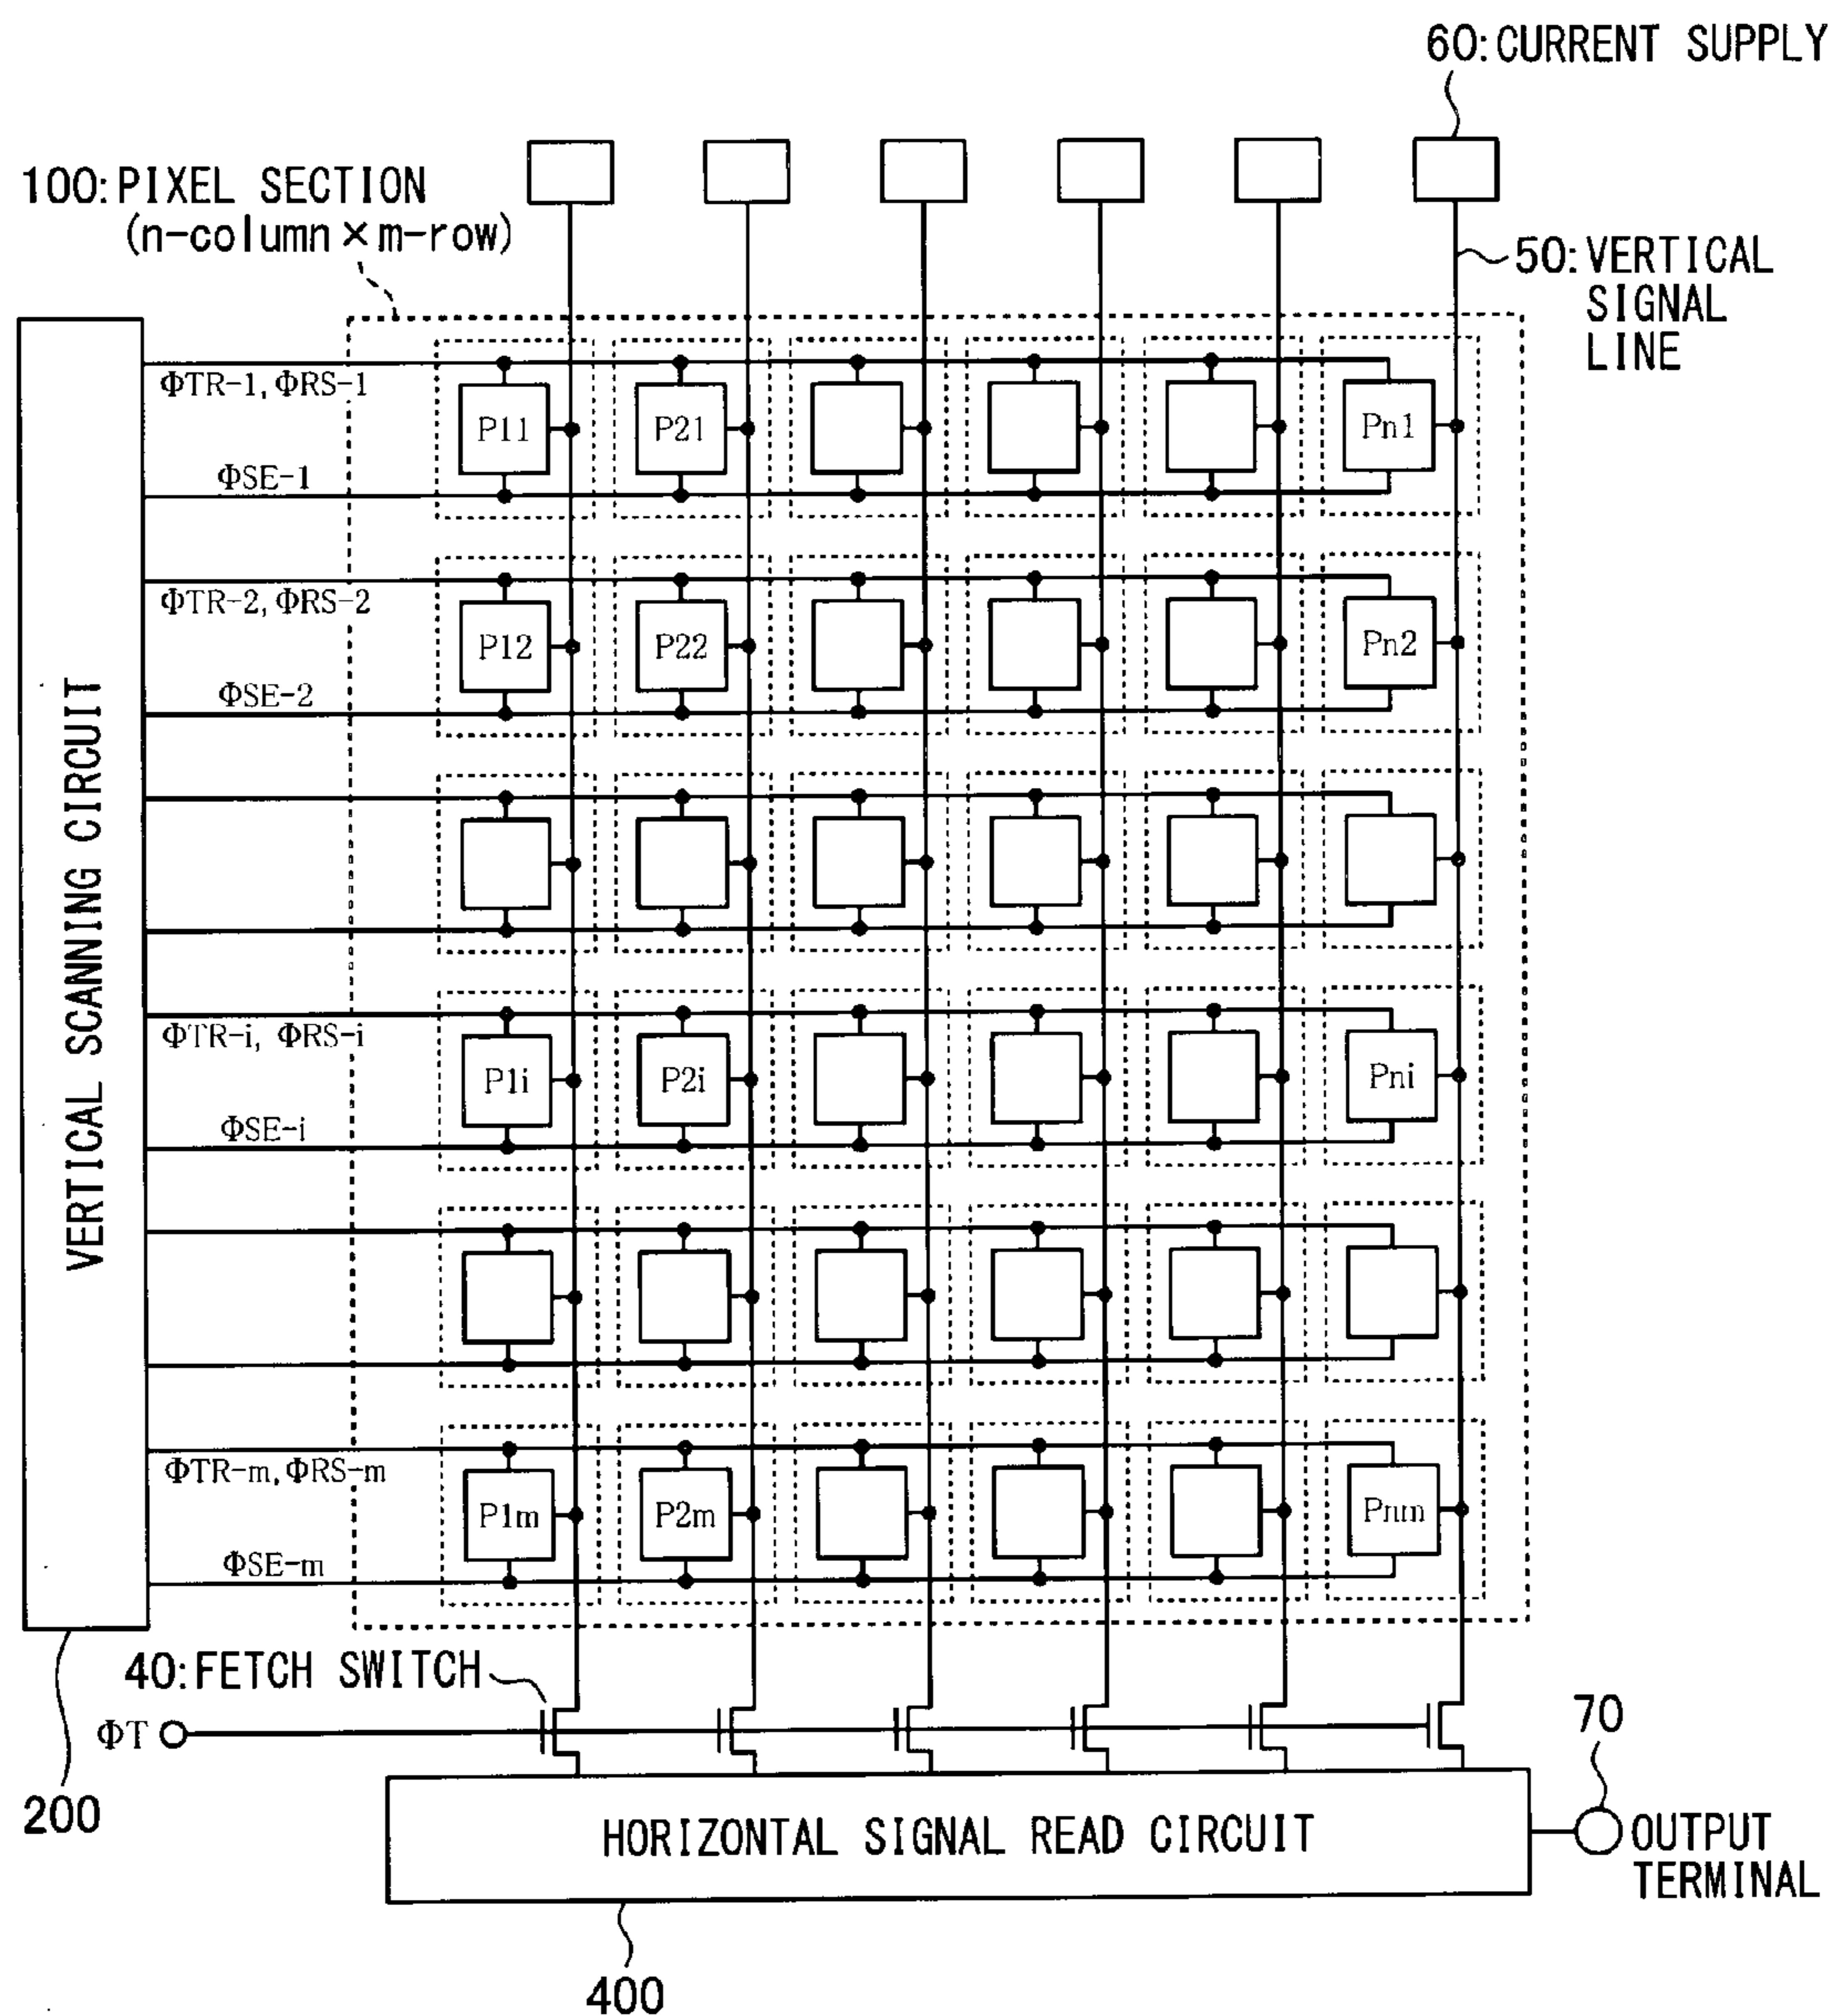 60:CURRENT SUPPLY
100:PIXEL SECTION
(n-column×m-row)
50:VERTICAL
SIGNAL
LINE
ΦTR-1, ΦRS-1
P11
P21
Pn1
ΦSE-1
ΦTR-2, ΦRS-2
P12
P22
Pn2
ΦSE-2
VERTICAL SCANNING CIRCUIT
ΦTR-i, ΦRS-i
P1i
P2i
Pni
ΦSE-i
ΦTR-m, ΦRS-m
P1m
P2m
Pnm
ΦSE-m
40:FETCH SWITCH
70
ΦT
200
HORIZONTAL SIGNAL READ CIRCUIT
OUTPUT
TERMINAL
400